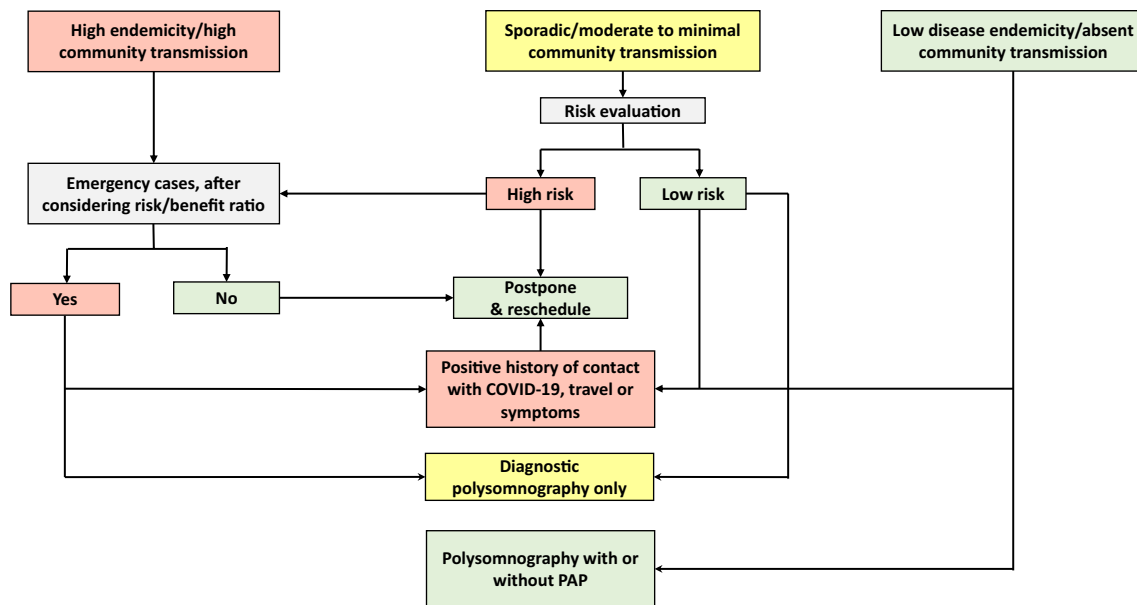 High endemicity/high
community transmission
Sporadic/moderate to minimal
community transmission
Low disease endemicity/absent
community transmission
Risk evaluation
Emergency cases, after
considering risk/benefit ratio
High risk
Low risk
Yes
No
Postpone
& reschedule
Positive history of contact
with COVID-19, travel or
symptoms
Diagnostic
polysomnography only
Polysomnography with or
without PAP